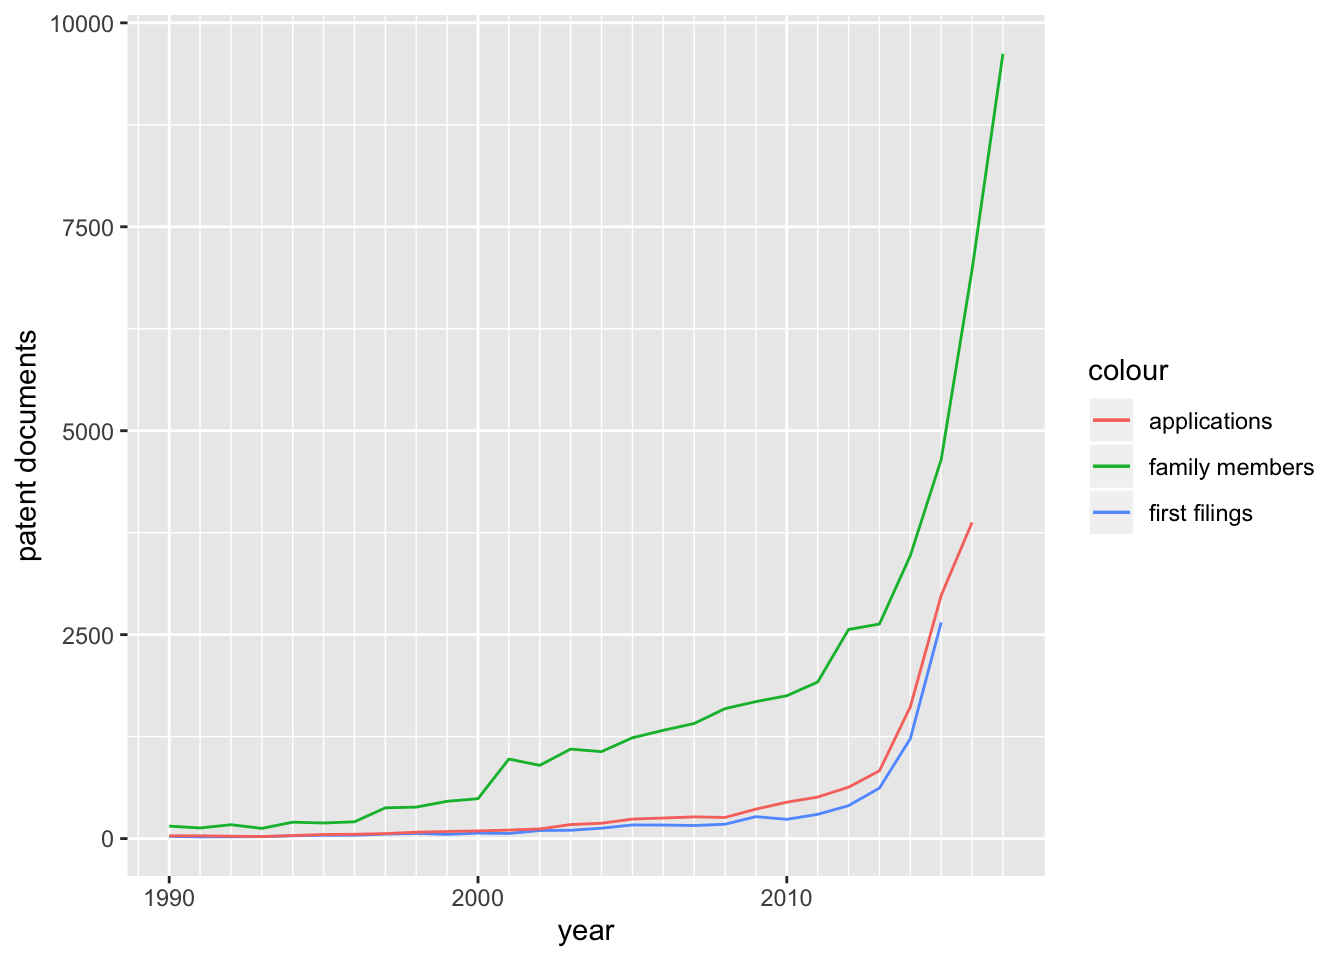 10000
7500
5000
2500
0
patent documents
1990
2000
2010
year
colour
applications
family members
first filings